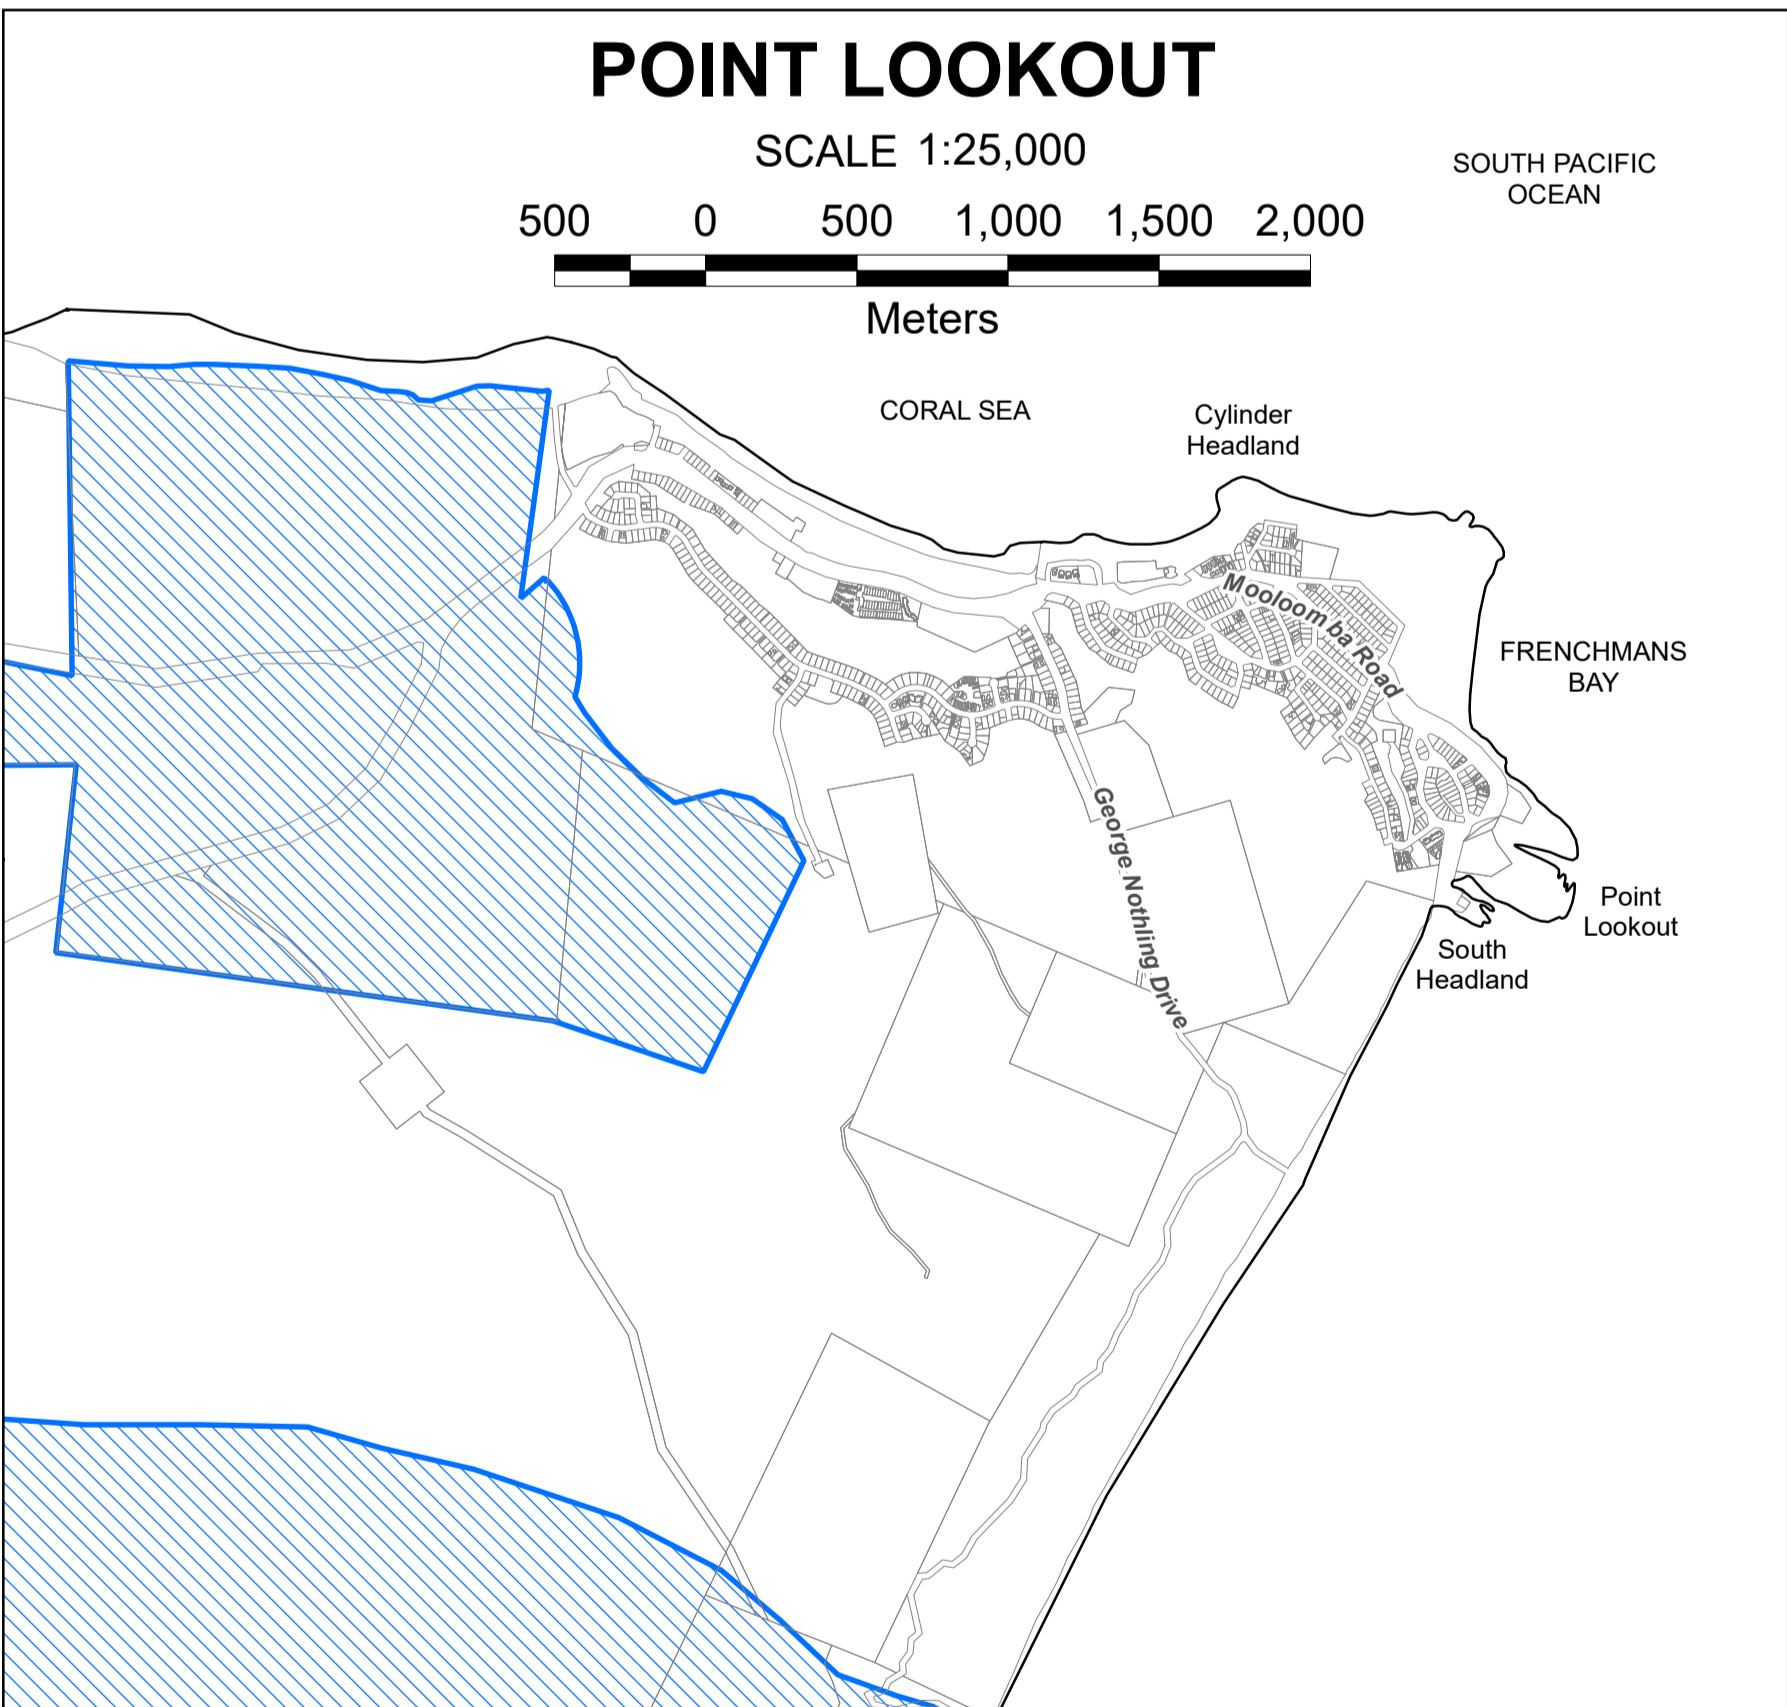 POINT LOOKOUT
SCALE 1:25,000
SOUTH PACIFIC
OCEAN
500 0 500 1,000 1,500 2,000
Meters
CORAL SEA
Cylinder
Headland
Mooloomba Road
FRENCHMANS
BAY
George Nothling Drive
Point
Lookout
South
Headland